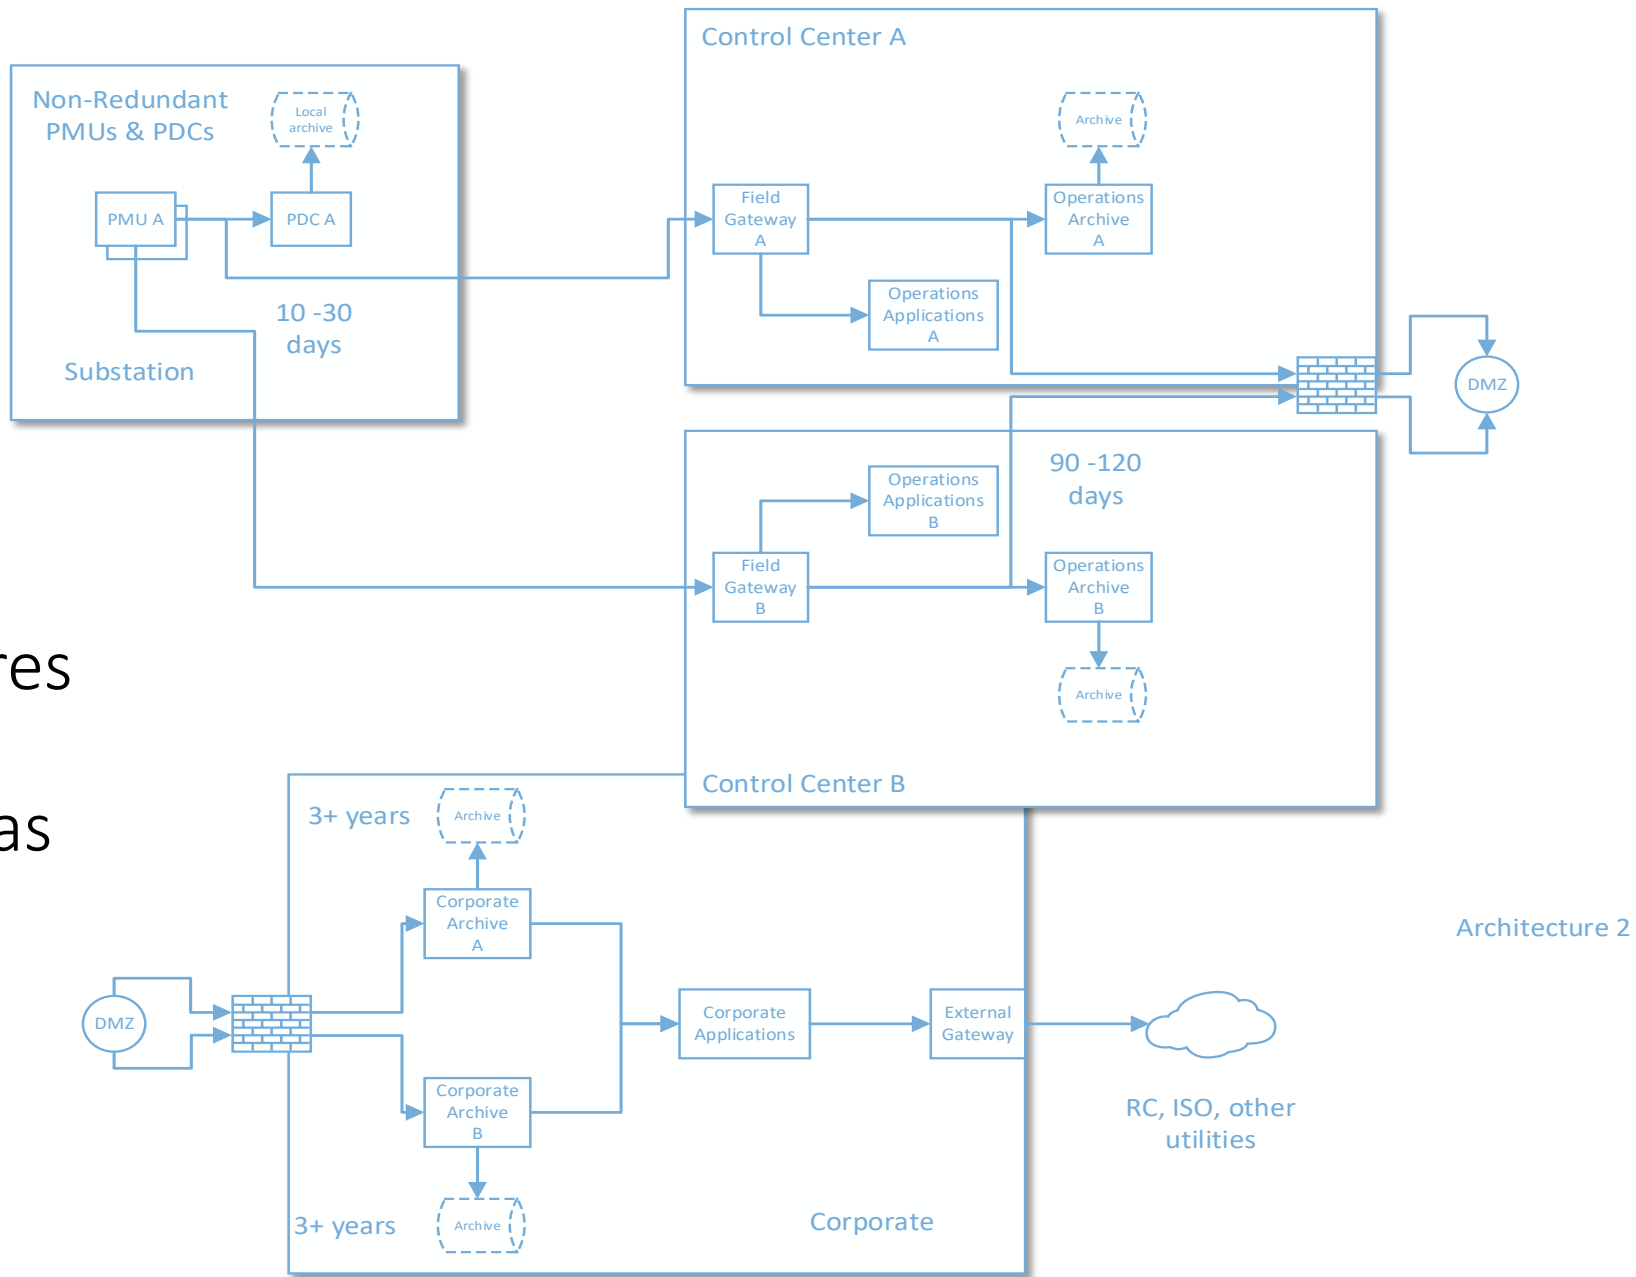 Control Center A
Non-Redundant
PMUs & PDCs
Local
archive
Archive
PMU A
PDC A
Field
Gateway
A
Operations
Archive
A
10 -30
days
Operations
Applications
A
Substation
DMZ
90 -120
days
Operations
Applications
B
Field
Gateway
B
Operations
Archive
B
res
Archive
Control Center B
3+ years
Archive
as
Corporate
Archive
A
Architecture 2
DMZ
Corporate
Applications
External
Gateway
Corporate
Archive
B
RC, ISO, other
utilities
3+ years
Archive
Corporate